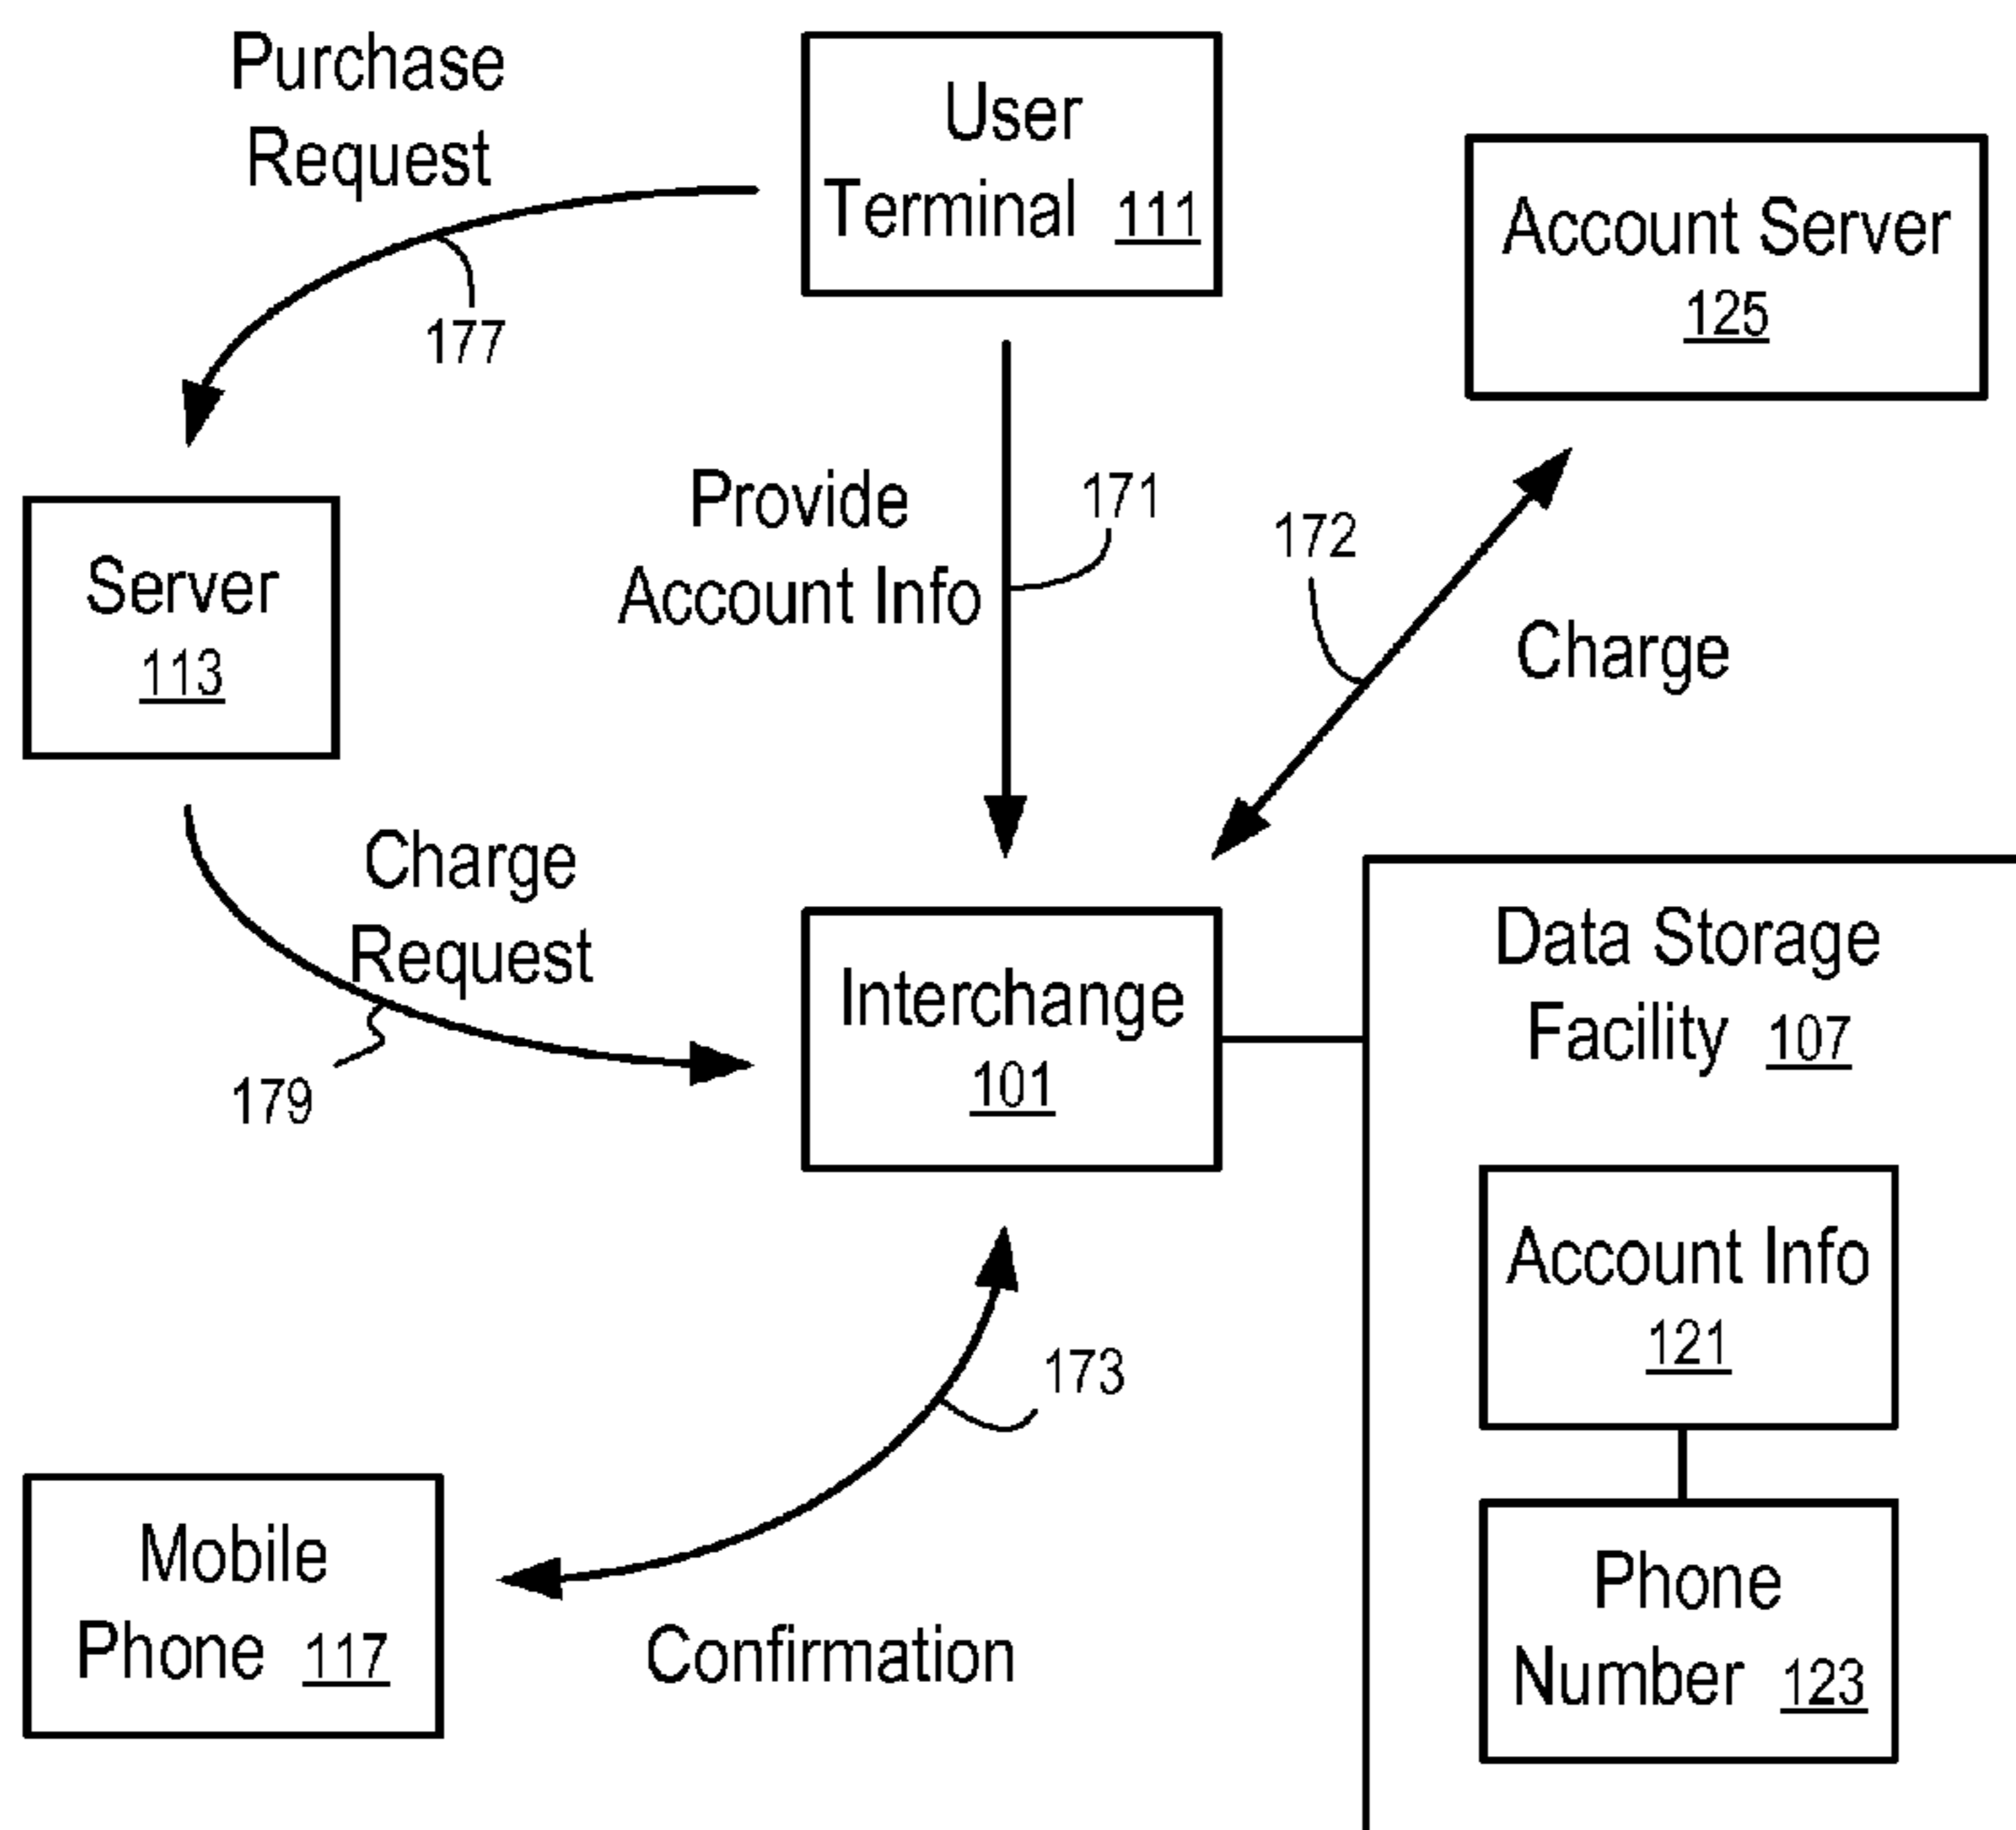 Purchase
Request
177
User
Terminal 111
Account Server
125
Server
113
Provide
Account Info
171
172
Charge
Charge
Request
179
Interchange
101
Data Storage
Facility 107
Account Info
121
Phone
Number 123
173
Mobile
Phone 117
Confirmation